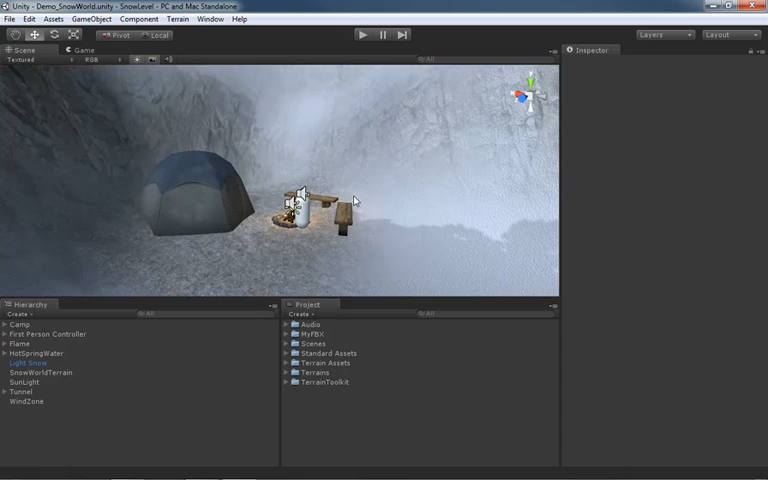 Unity - Demo_SnowWorld.unity - SnowLevel - PC and Mac Standalone
File Edit Assets GameObject Component Terrain Window Help
Pivot Local Layers Layout
Scene Game Inspector
Textured RGB All
y
Hierarchy Project
Create All Create All
Camp
First Person Controller
Flame
HotSpringWater
Light Snow
SnowWorldTerrain
SunLight
Tunnel
WindZone
Audio
MyFBX
Scenes
Standard Assets
Terrain Assets
Terrains
TerrainToolkit